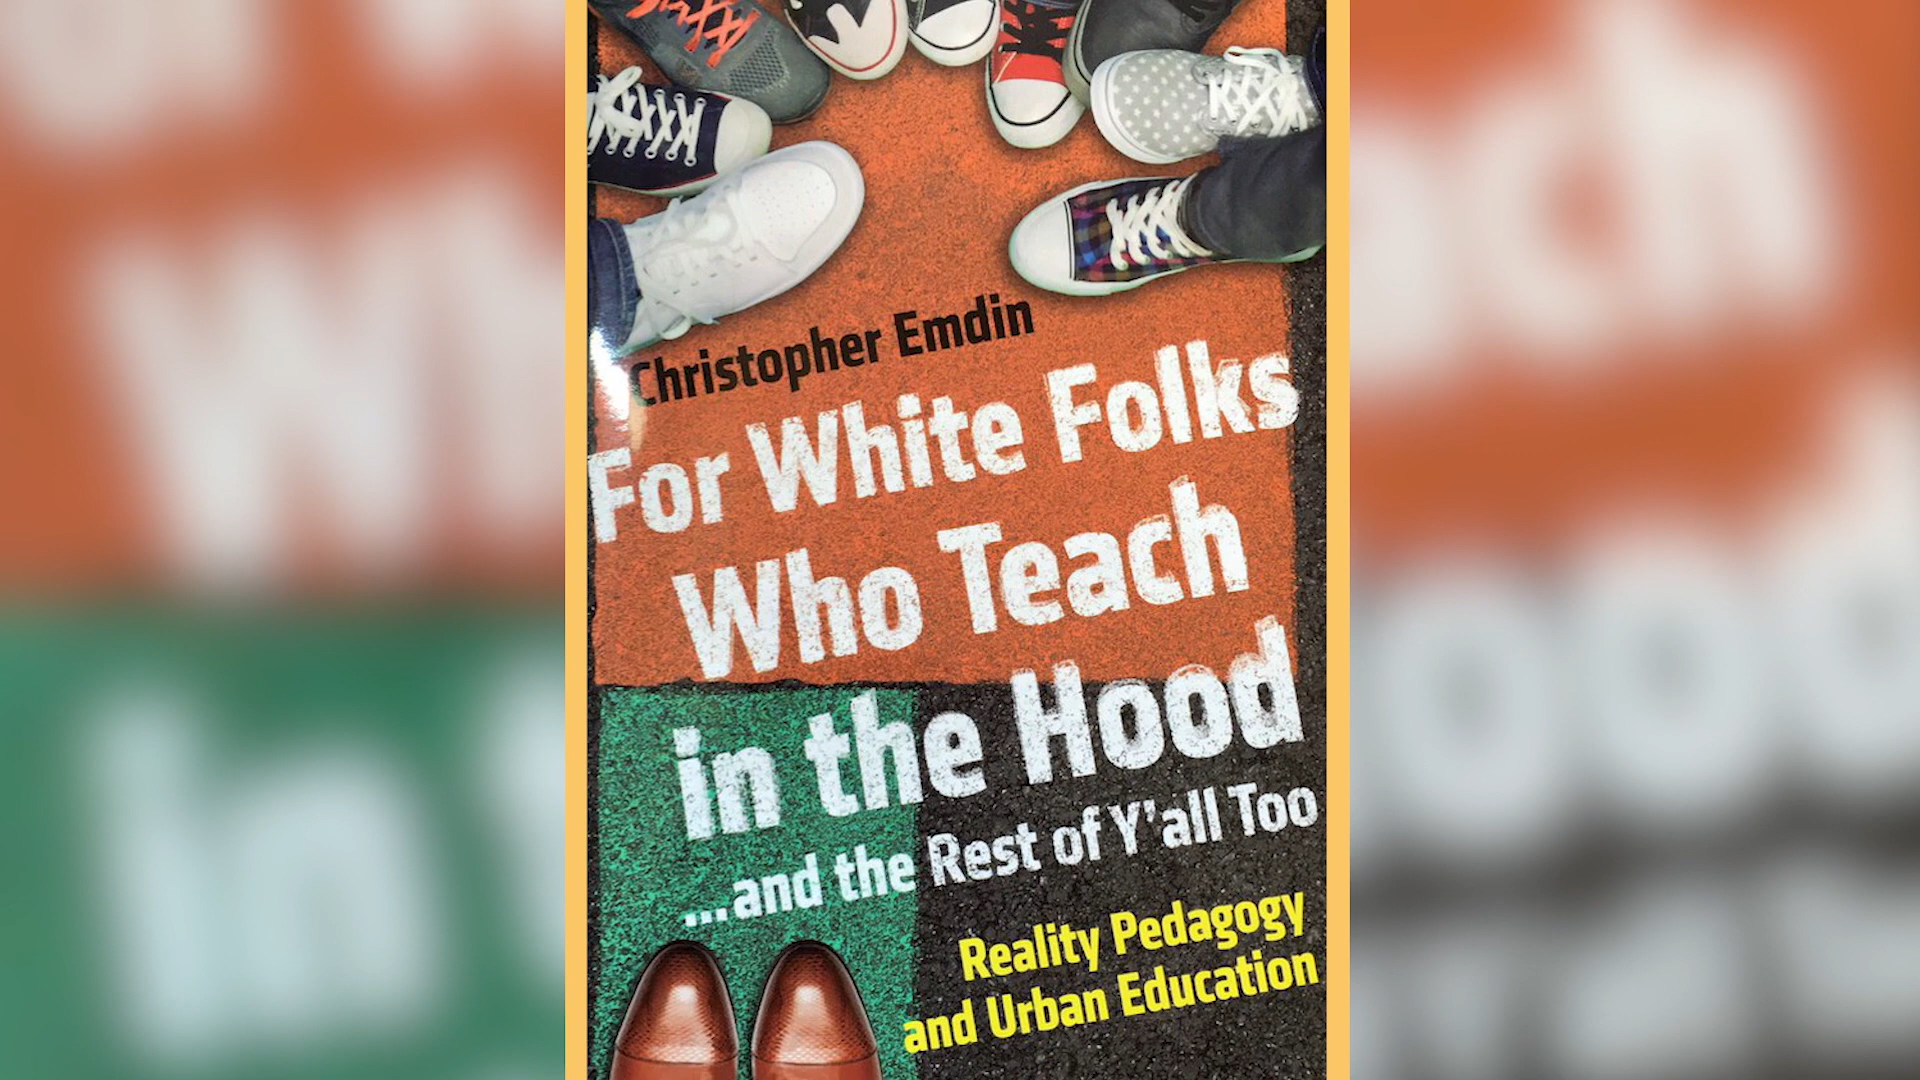 Christopher Emdin
For White Folks
Who Teach
in the Hood
...and the Rest of Y'all Too
Reality Pedagogy
and Urban Education